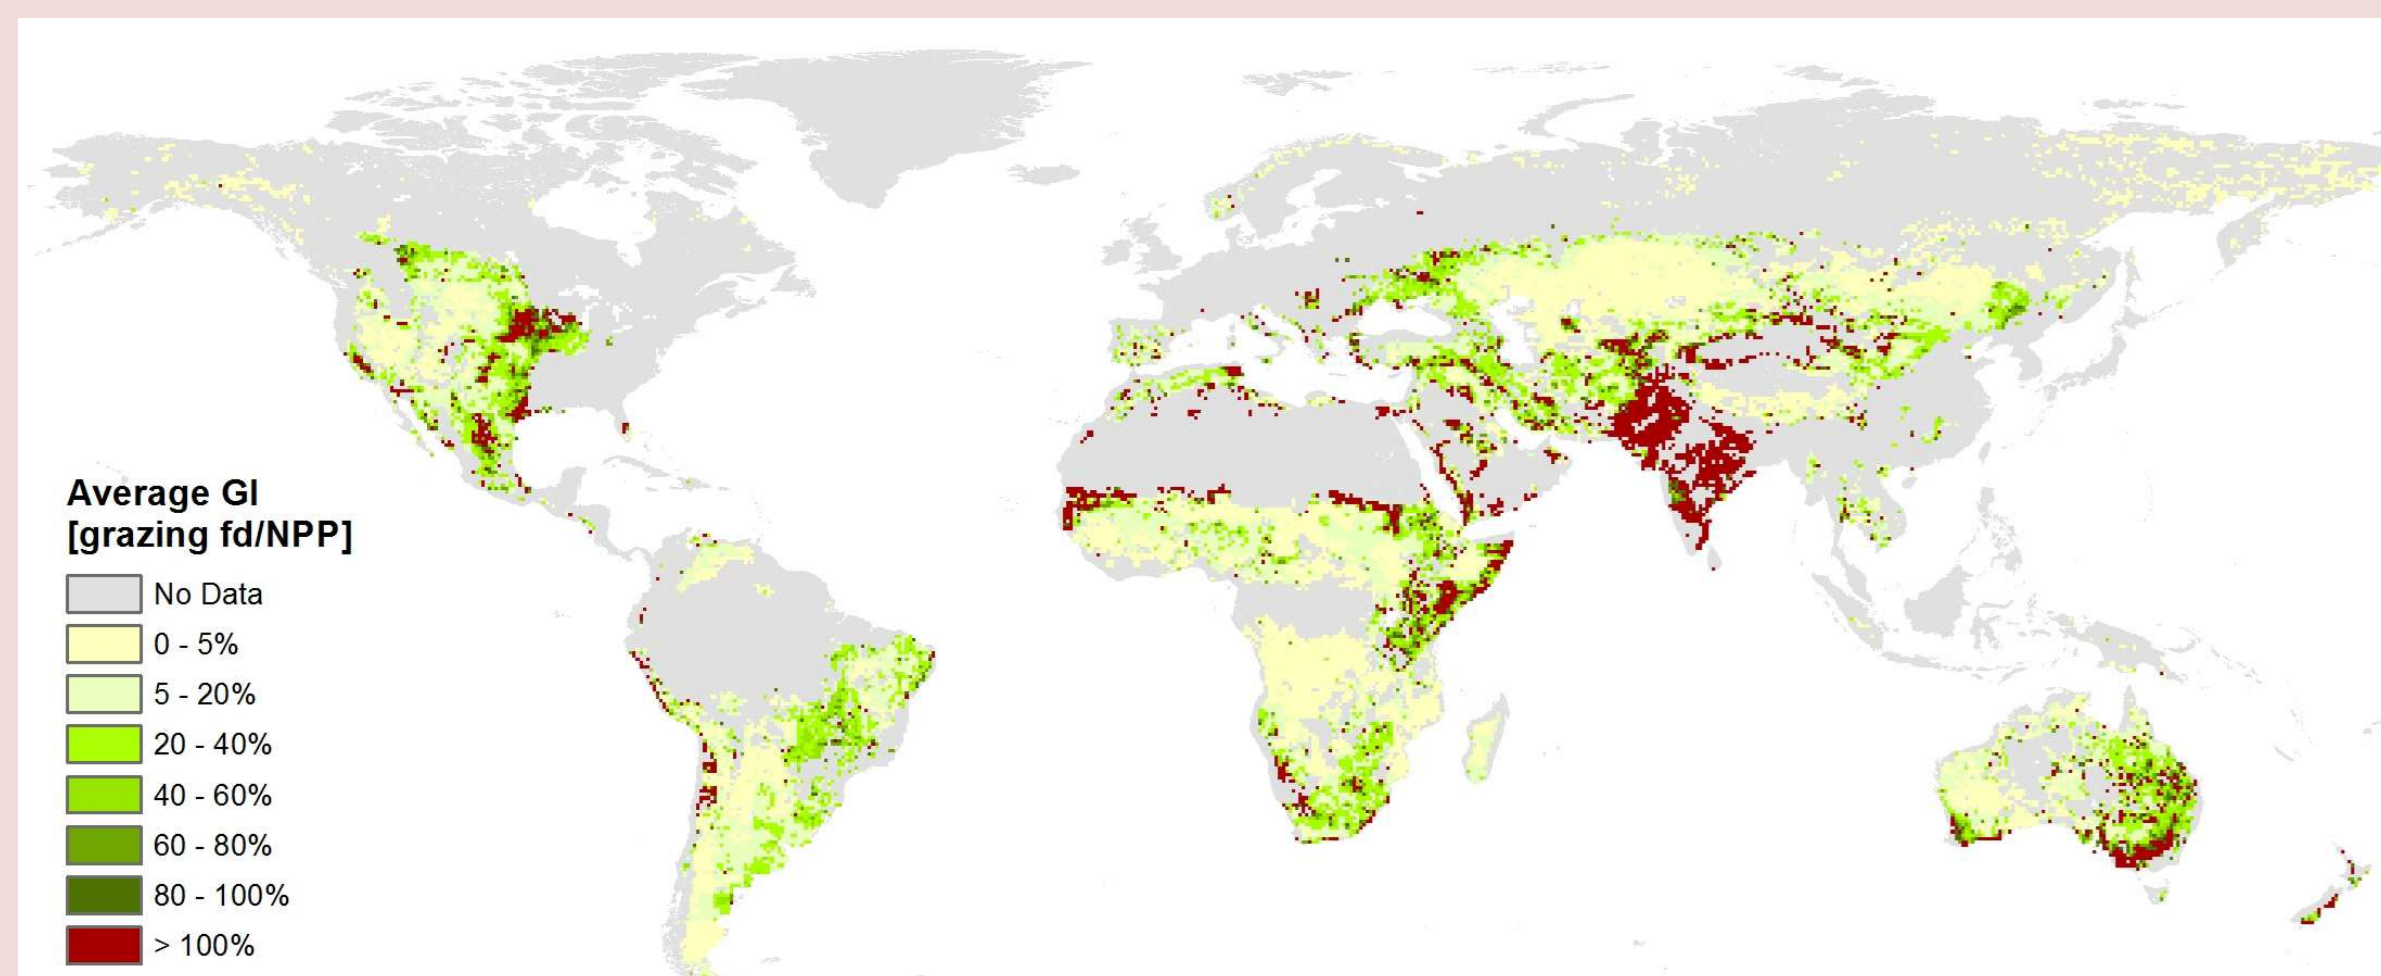 Average GI
[grazing fd/NPP]
No Data
0 - 5%
5 - 20%
20 - 40%
40 - 60%
60 - 80%
80 - 100%
> 100%